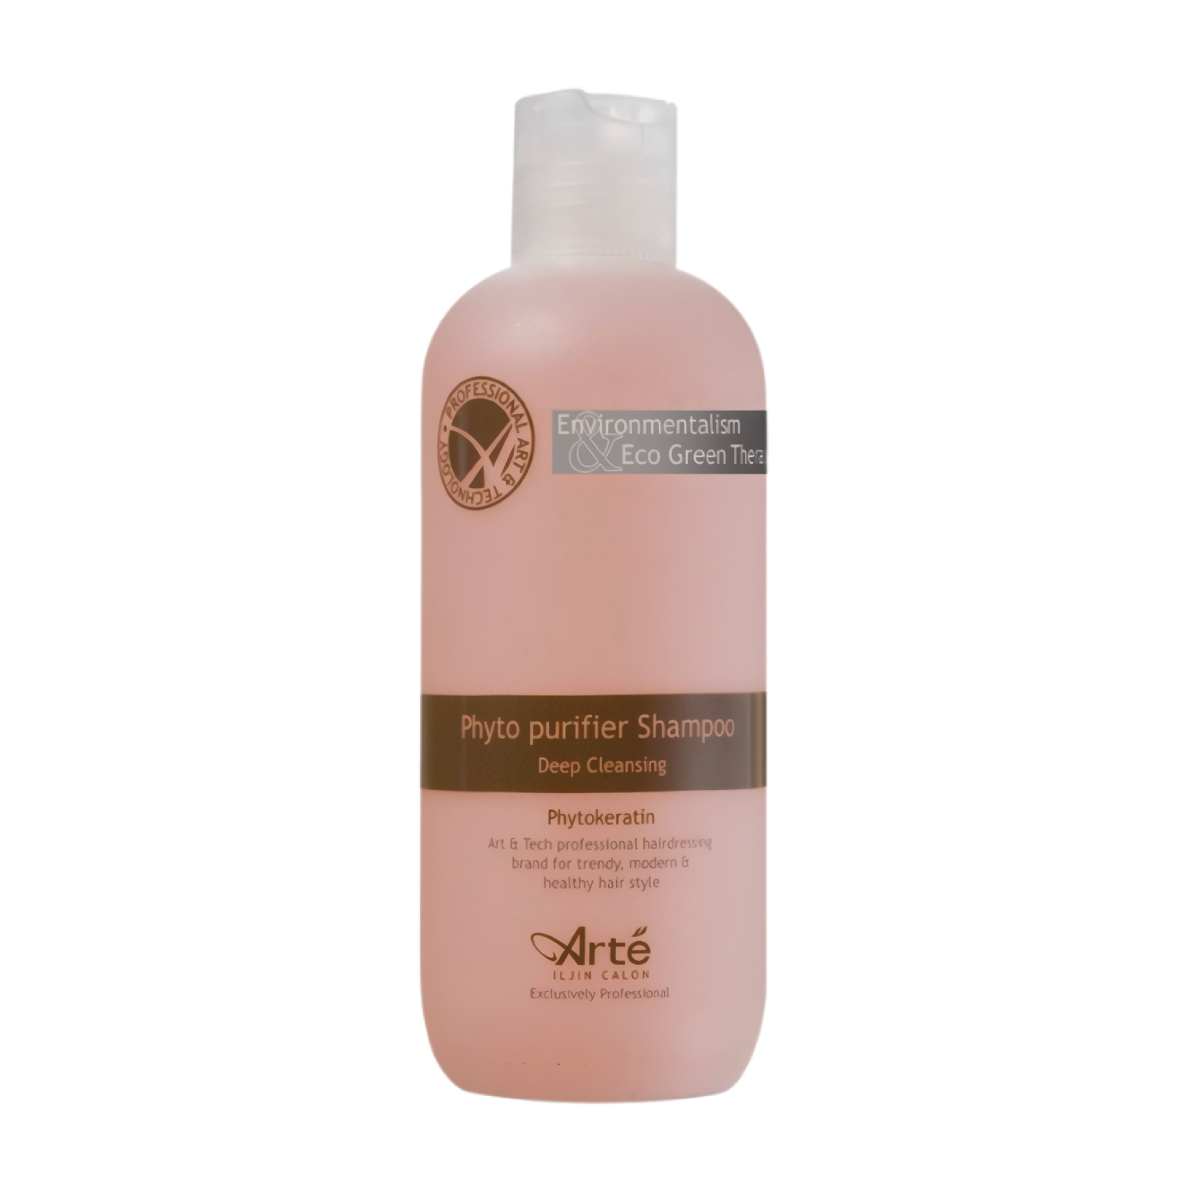 PROFESSIONAL ART & TECHNOLOGY •
Environmentalism
& Eco Green
Phyto purifier Shampoo
Deep Cleansing
Phytokeratin
Art & Tech professional hairdressing
brand for trendy, modern &
healthy hair style
Arté
ILJIN CALON
Exclusively Professional